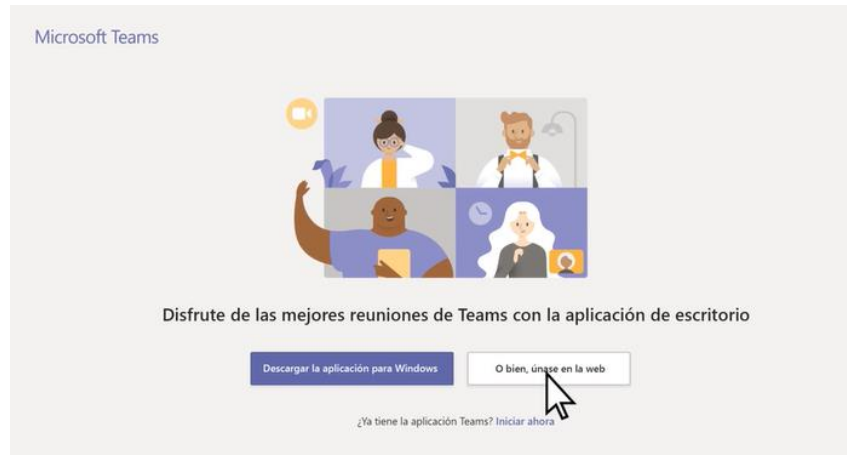 Microsoft Teams
Disfrute de las mejores reuniones de Teams con la aplicación de escritorio
Descargar la aplicación para Windows
O bien, únase en la web
¿Ya tiene la aplicación Teams? Iniciar ahora